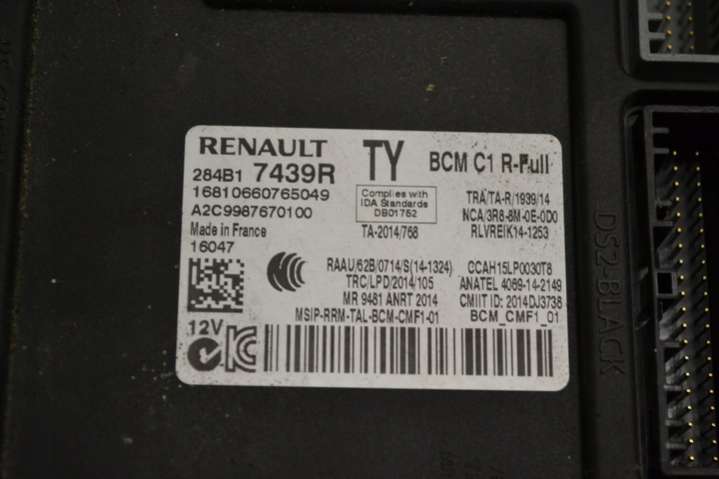 RENAULT TY BCM C1 R-Full
284B1 7439R
16810660765049
A2C9987670100
Made in France
16047
Complies with
IDA Standards
DB01752
TA-2014/768
TRA/TA-R/1939/14
NCA/3R6-8M-0E-0D0
RLVREIK14-1253
RAAU/62B/0714/S(14-1324)
TRC/LPD/2014/105
MR 9481 ANRT 2014
MSIP-RRM-TAL-BCM-CMF1-01
CCAH15LP0030T8
ANATEL 4069-14-2149
CMIIT ID: 2014DJ3736
BCM_CMF1_01
12V
DS2-BLACK